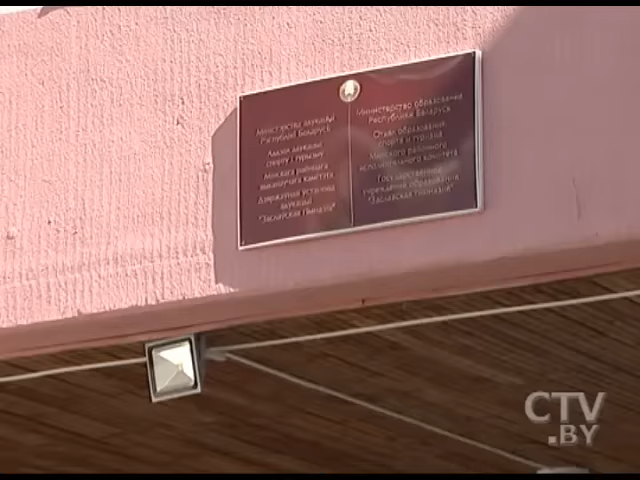 Міністэрства адукацыі
Рэспублікі Беларусь
Аддзел адукацыі,
спорту і турызму
Мінскага раённага
выканаўчага камітэта
Дзяржаўная установа
адукацыі
"Заслаўская гімназія"
Министерство образования
Республики Беларусь
Отдел образования,
спорта и туризма
Минского районного
исполнительного комитета
Государственное
учреждение образования
"Заславская гимназия"
CTV
.BY